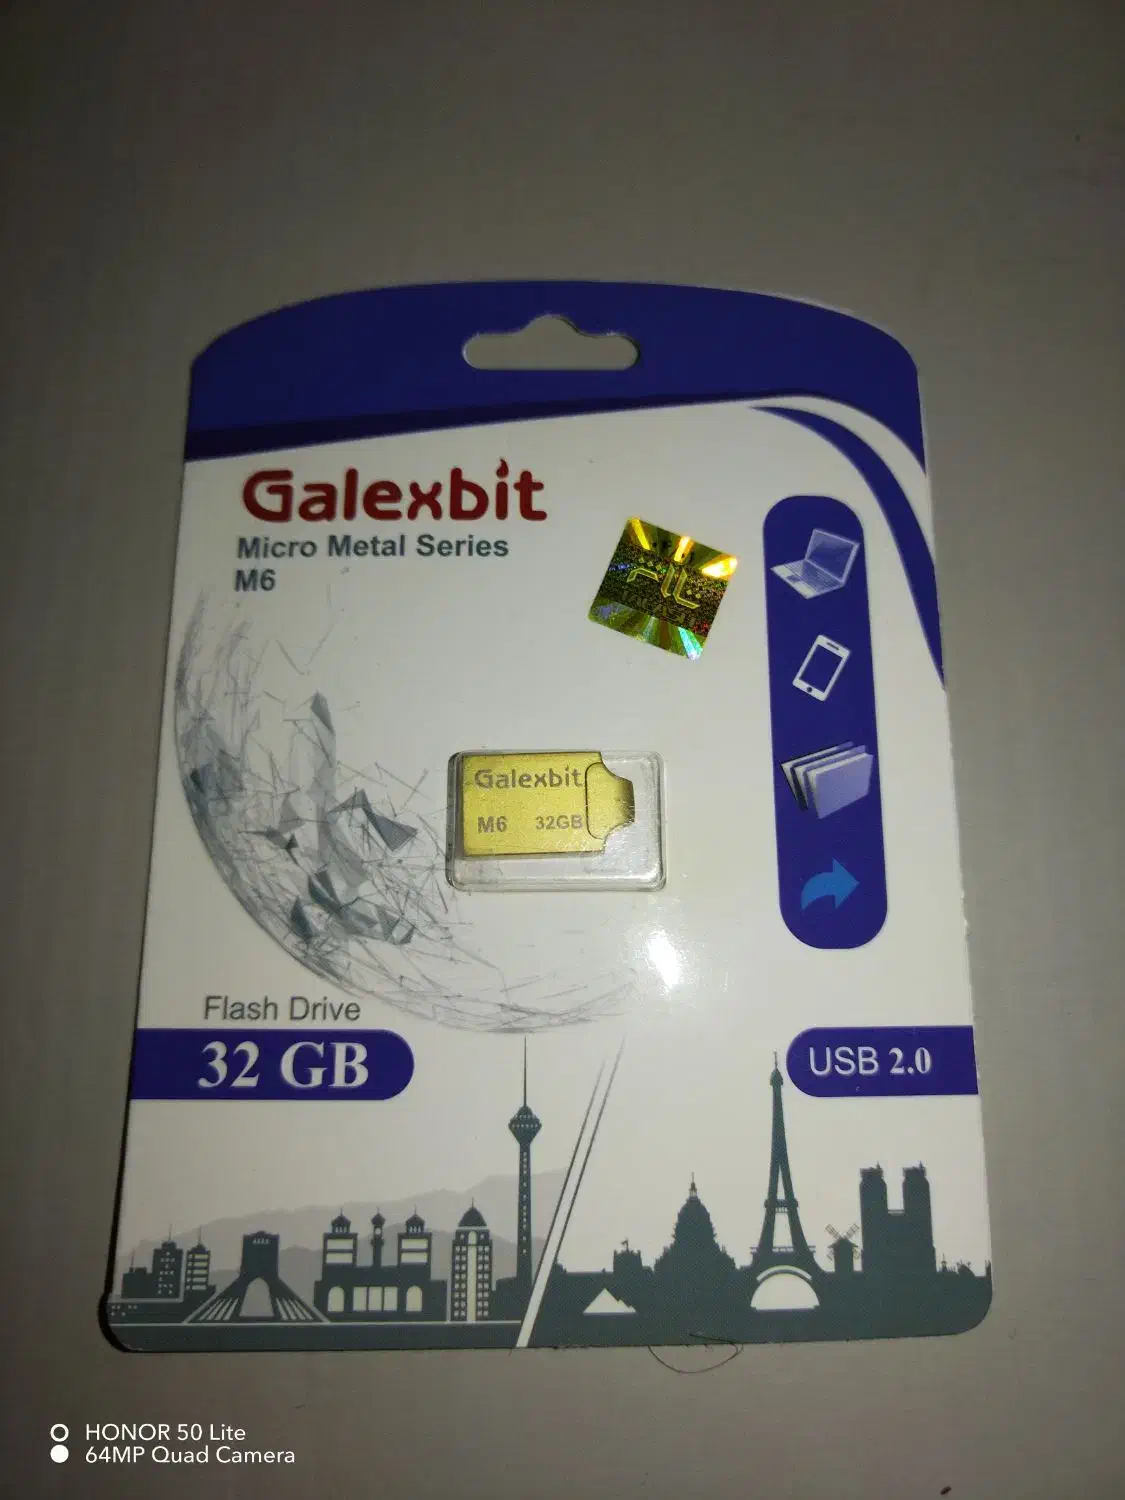 Galexbit
Micro Metal Series
M6
Galexbit
M6 32GB
Flash Drive
32 GB
USB 2.0
HONOR 50 Lite
64MP Quad Camera